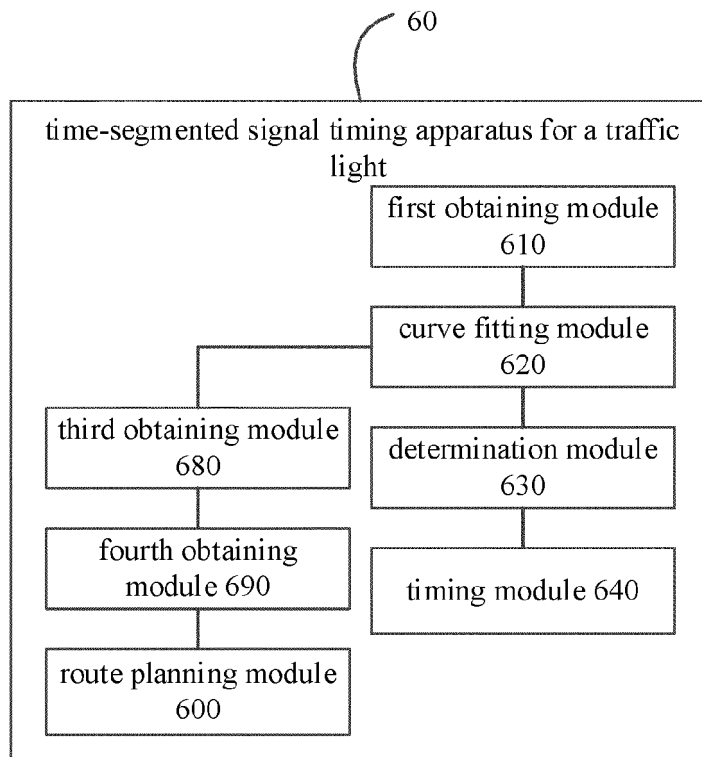 60
time-segmented signal timing apparatus for a traffic
light
first obtaining module
610
curve fitting module
620
third obtaining module
680
determination module
630
fourth obtaining
module 690
timing module 640
route planning module
600